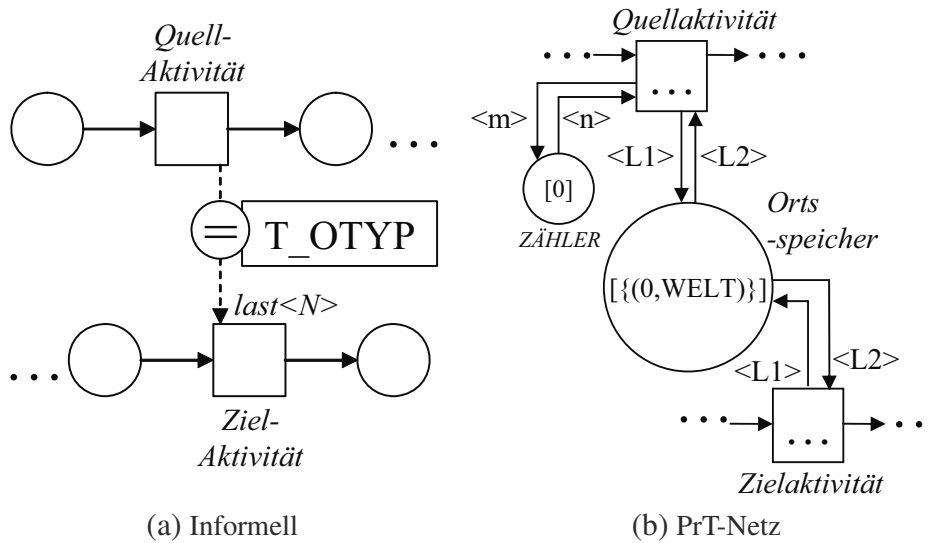 Quell-
Aktivität
. . .
=
T_OTYP
last<N>
. . .
Ziel-
Aktivität
(a) Informell
Quellaktivität
. . .
. . .
. . .
<m>
<n>
<L1>
<L2>
[0]
ZÄHLER
Orts
-speicher
[{(0,WELT)}]
<L1>
<L2>
. . .
. . .
. .
Zielaktivität
(b) PrT-Netz